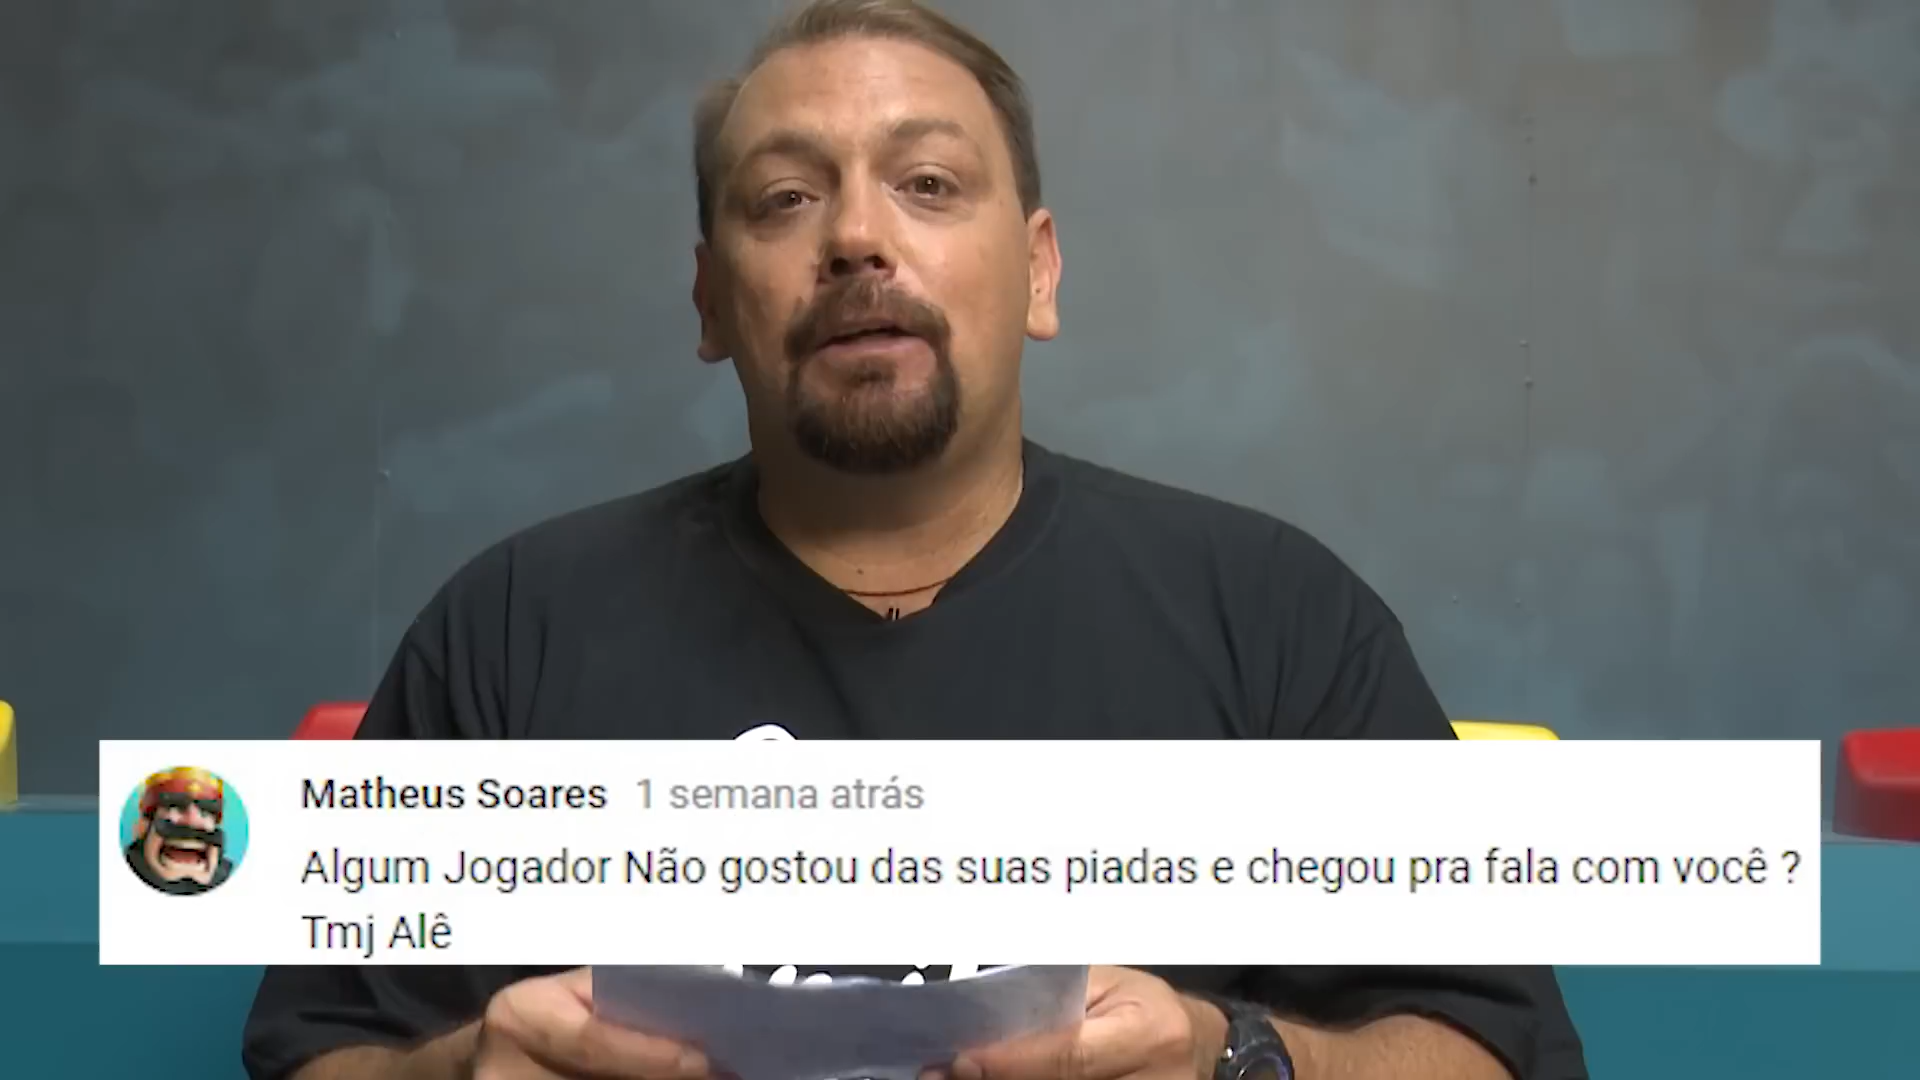 Matheus Soares 1 semana atrás
Algum Jogador Não gostou das suas piadas e chegou pra fala com você ?
Tmj Alê